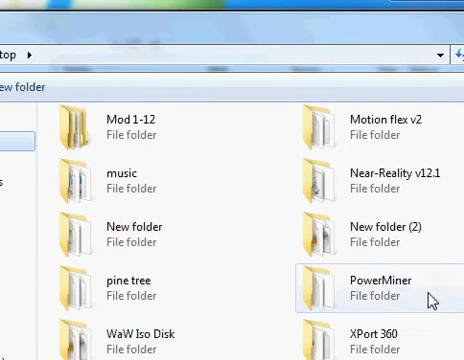 top
ew folder
Mod 1-12
File folder
Motion flex v2
File folder
music
File folder
Near-Reality v12.1
File folder
New folder
File folder
New folder (2)
File folder
pine tree
File folder
PowerMiner
File folder
WaW Iso Disk
File folder
XPort 360
File folder
s